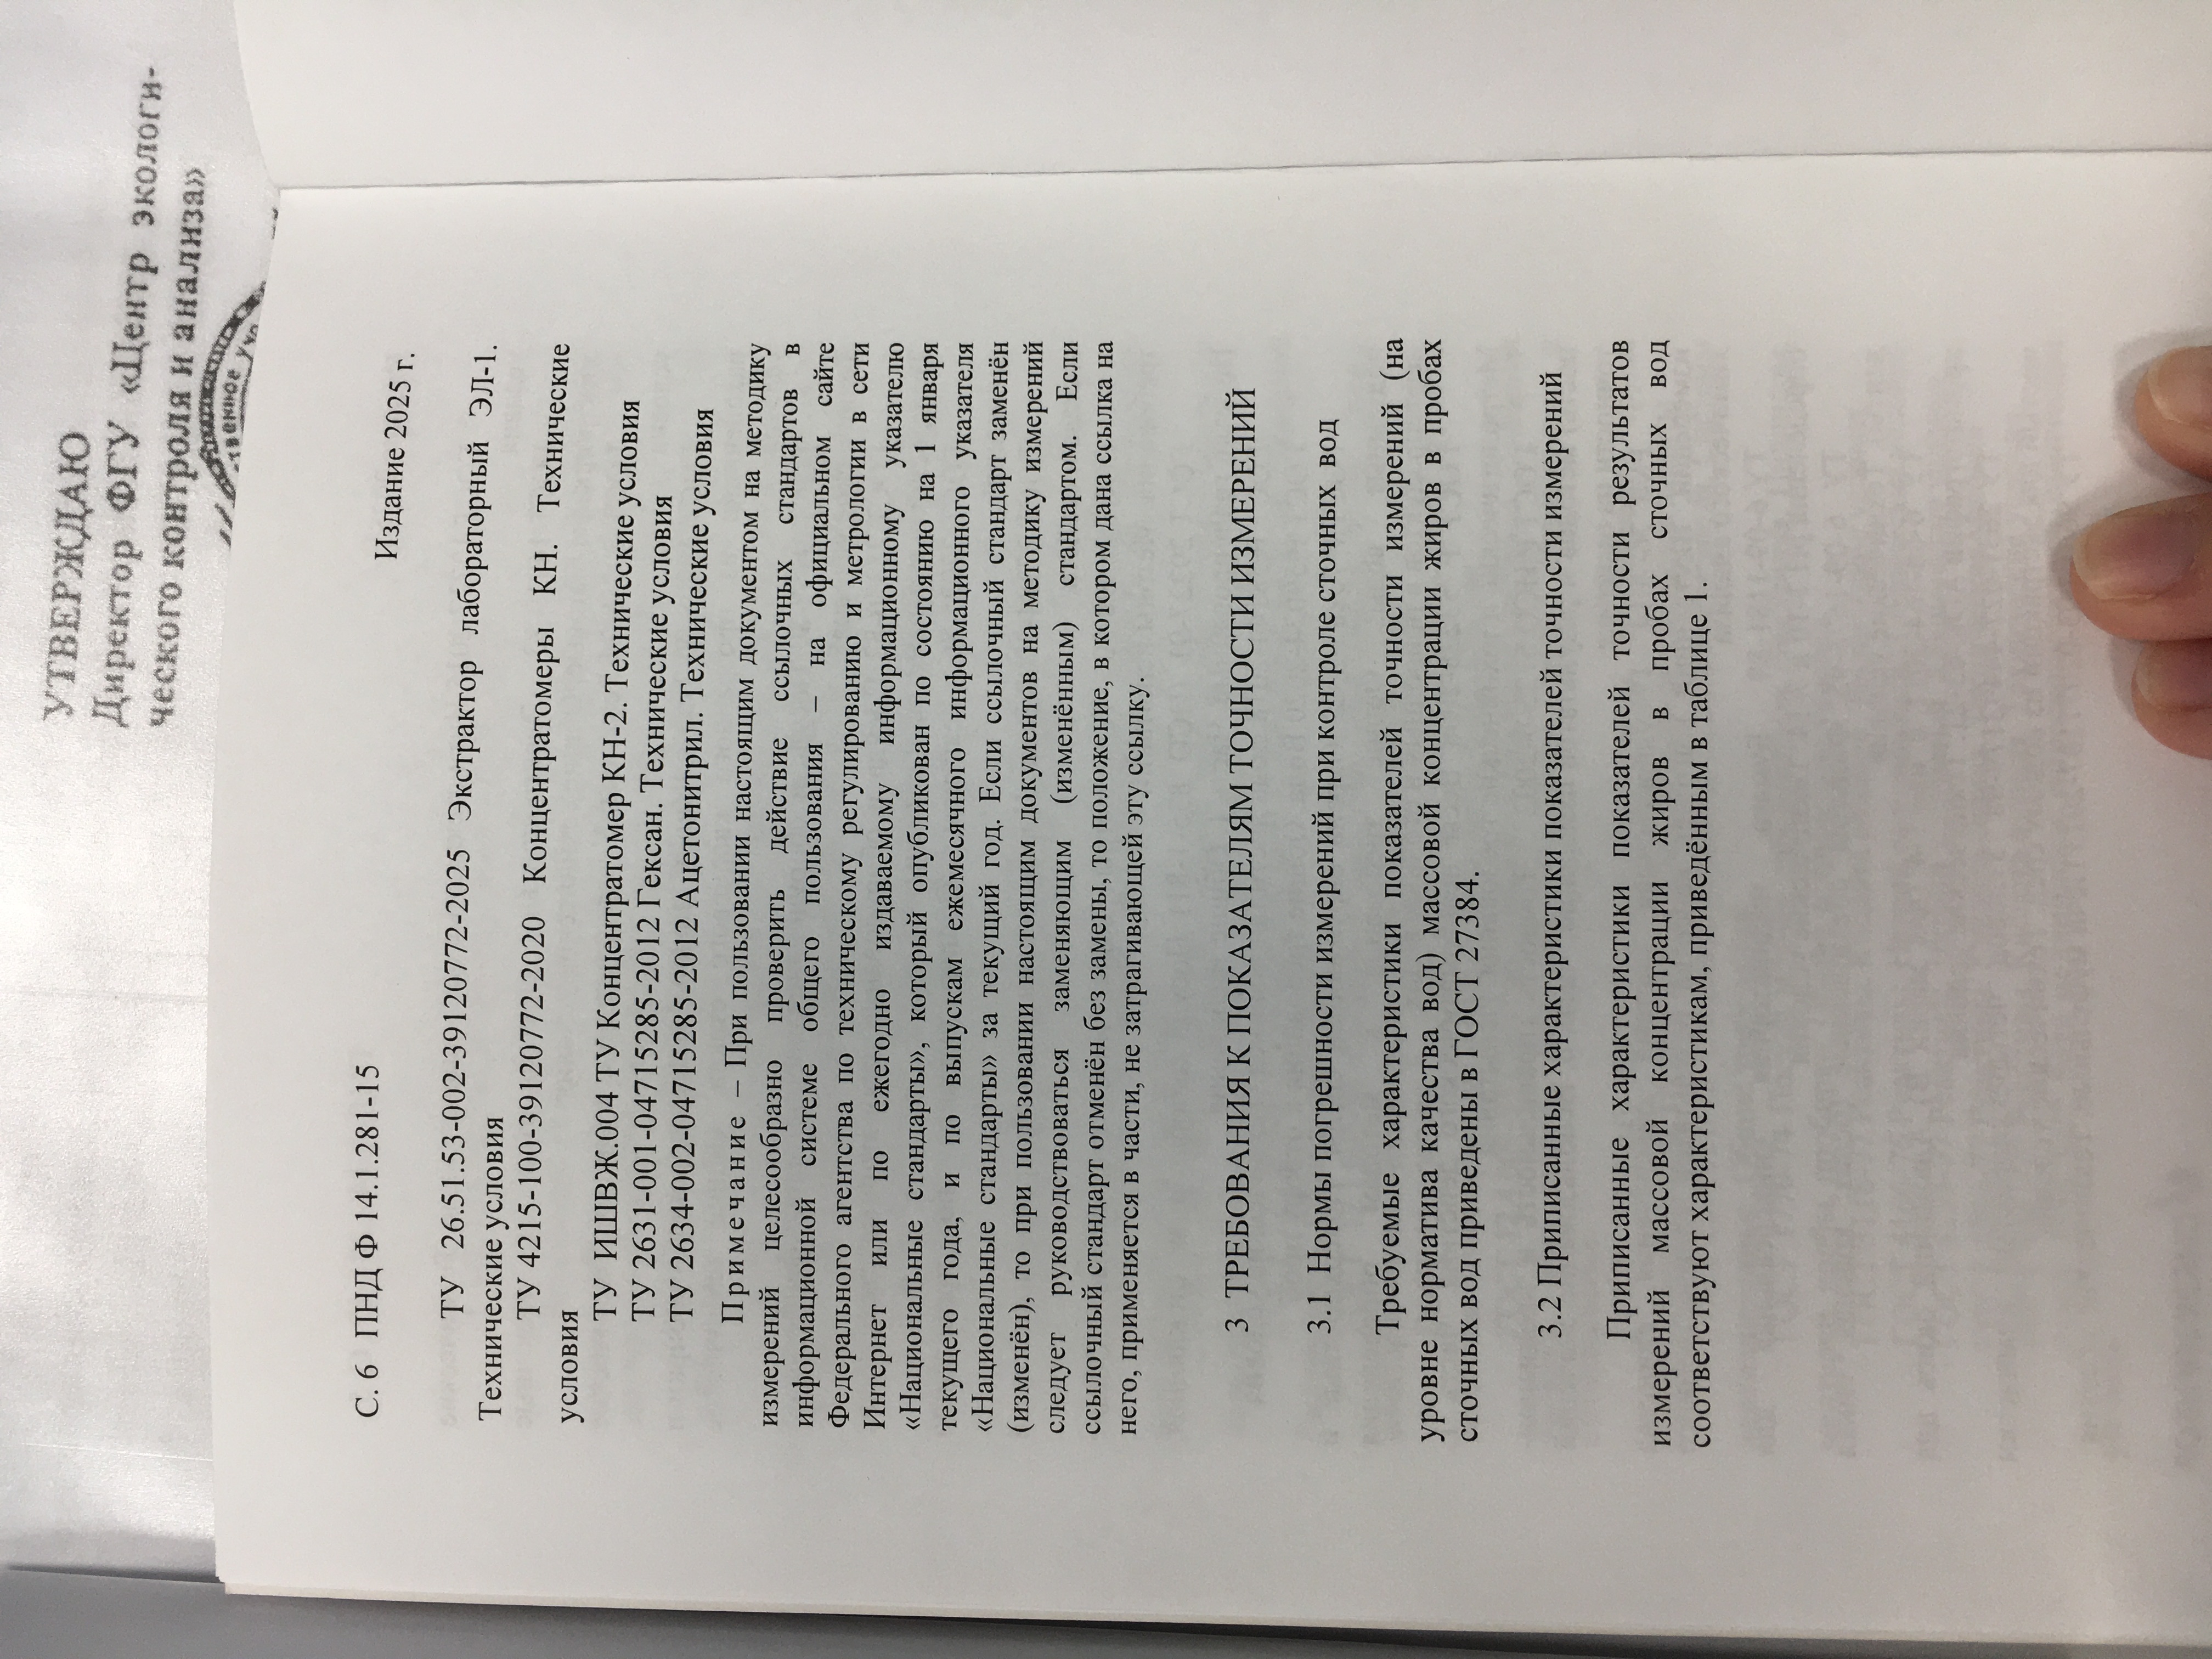 УТВЕРЖДАЮ
Директор ФГУ «Центр экологи-
ческого контроля и анализа»
С. 6 ПНД Ф 14.1.281-15
Издание 2025 г.
ТУ 26.51.53-002-39120772-2025 Экстрактор лабораторный ЭЛ-1.
Технические условия
ТУ 4215-100-39120772-2020 Концентратомеры КН. Технические
условия
ТУ ИШВЖ.004 ТУ Концентратомер КН-2. Технические условия
ТУ 2631-001-04715285-2012 Гексан. Технические условия
ТУ 2634-002-04715285-2012 Ацетонитрил. Технические условия
Примечание – При пользовании настоящим документом на методику
измерений целесообразно проверить действие ссылочных стандартов в
информационной системе общего пользования – на официальном сайте
Федерального агентства по техническому регулированию и метрологии в сети
Интернет или по ежегодно издаваемому информационному указателю
«Национальные стандарты», который опубликован по состоянию на 1 января
текущего года, и по выпускам ежемесячного информационного указателя
«Национальные стандарты» за текущий год. Если ссылочный стандарт заменён
(изменён), то при пользовании настоящим документов на методику измерений
следует руководствоваться заменяющим (изменённым) стандартом. Если
ссылочный стандарт отменён без замены, то положение, в котором дана ссылка на
него, применяется в части, не затрагивающей эту ссылку.
3 ТРЕБОВАНИЯ К ПОКАЗАТЕЛЯМ ТОЧНОСТИ ИЗМЕРЕНИЙ
3.1 Нормы погрешности измерений при контроле сточных вод
Требуемые характеристики показателей точности измерений (на
уровне норматива качества вод) массовой концентрации жиров в пробах
сточных вод приведены в ГОСТ 27384.
3.2 Приписанные характеристики показателей точности измерений
Приписанные характеристики показателей точности результатов
измерений массовой концентрации жиров в пробах сточных вод
соответствуют характеристикам, приведённым в таблице 1.